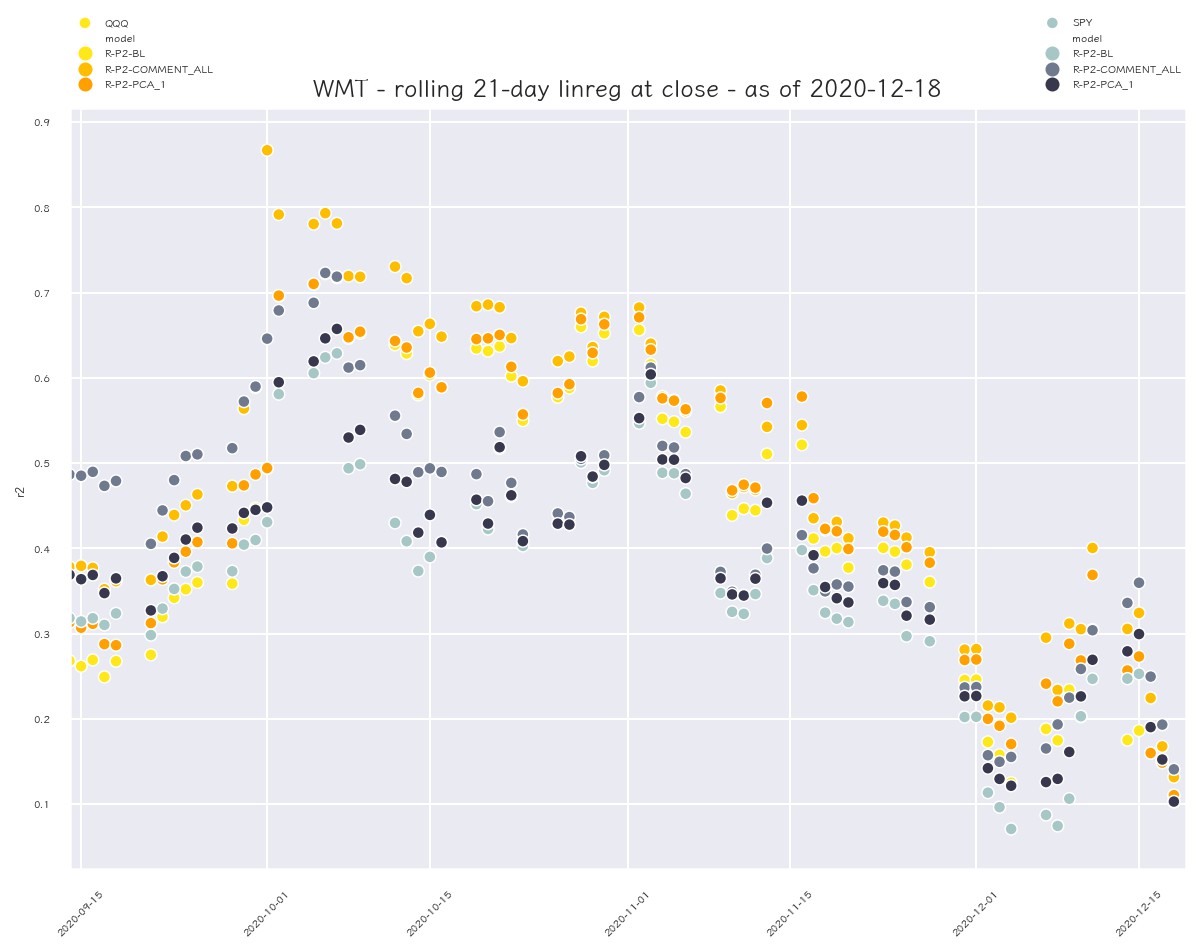 QQQ
model
R-P2-BL
R-P2-COMMENT_ALL
R-P2-PCA_1
SPY
model
R-P2-BL
R-P2-COMMENT_ALL
R-P2-PCA_1
WMT - rolling 21-day linreg at close - as of 2020-12-18
0.9
0.8
0.7
0.6
0.5
0.4
0.3
0.2
0.1
r2
2020-09-15
2020-10-01
2020-10-15
2020-11-01
2020-11-15
2020-12-01
2020-12-15